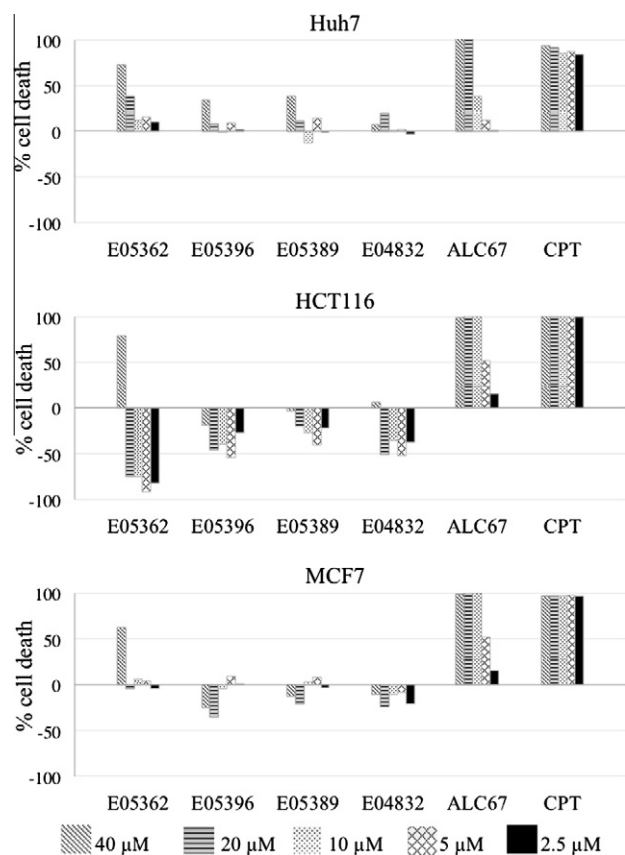 Huh7
% cell death
100
50
0
-50
-100
E05362 E05396 E05389 E04832 ALC67 CPT
HCT116
% cell death
100
50
0
-50
-100
E05362 E05396 E05389 E04832 ALC67 CPT
MCF7
% cell death
100
50
0
-50
-100
E05362 E05396 E05389 E04832 ALC67 CPT
40 µM 20 µM 10 µM 5 µM 2.5 µM